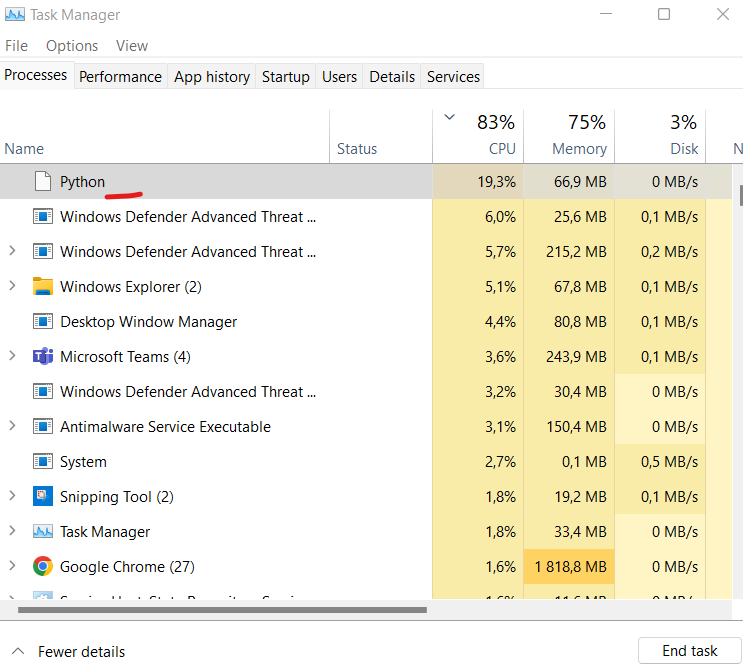 Task Manager
File Options View
Processes Performance App history Startup Users Details Services
83% 75% 3%
Name Status CPU Memory Disk N
Python 19,3% 66,9 MB 0 MB/s
Windows Defender Advanced Threat ... 6,0% 25,6 MB 0,1 MB/s
Windows Defender Advanced Threat ... 5,7% 215,2 MB 0,2 MB/s
Windows Explorer (2) 5,1% 67,8 MB 0,1 MB/s
Desktop Window Manager 4,4% 80,8 MB 0,1 MB/s
Microsoft Teams (4) 3,6% 243,9 MB 0,1 MB/s
Windows Defender Advanced Threat ... 3,2% 30,4 MB 0 MB/s
Antimalware Service Executable 3,1% 150,4 MB 0 MB/s
System 2,7% 0,1 MB 0,5 MB/s
Snipping Tool (2) 1,8% 19,2 MB 0,1 MB/s
Task Manager 1,8% 33,4 MB 0 MB/s
Google Chrome (27) 1,6% 1 818,8 MB 0 MB/s
Fewer details End task